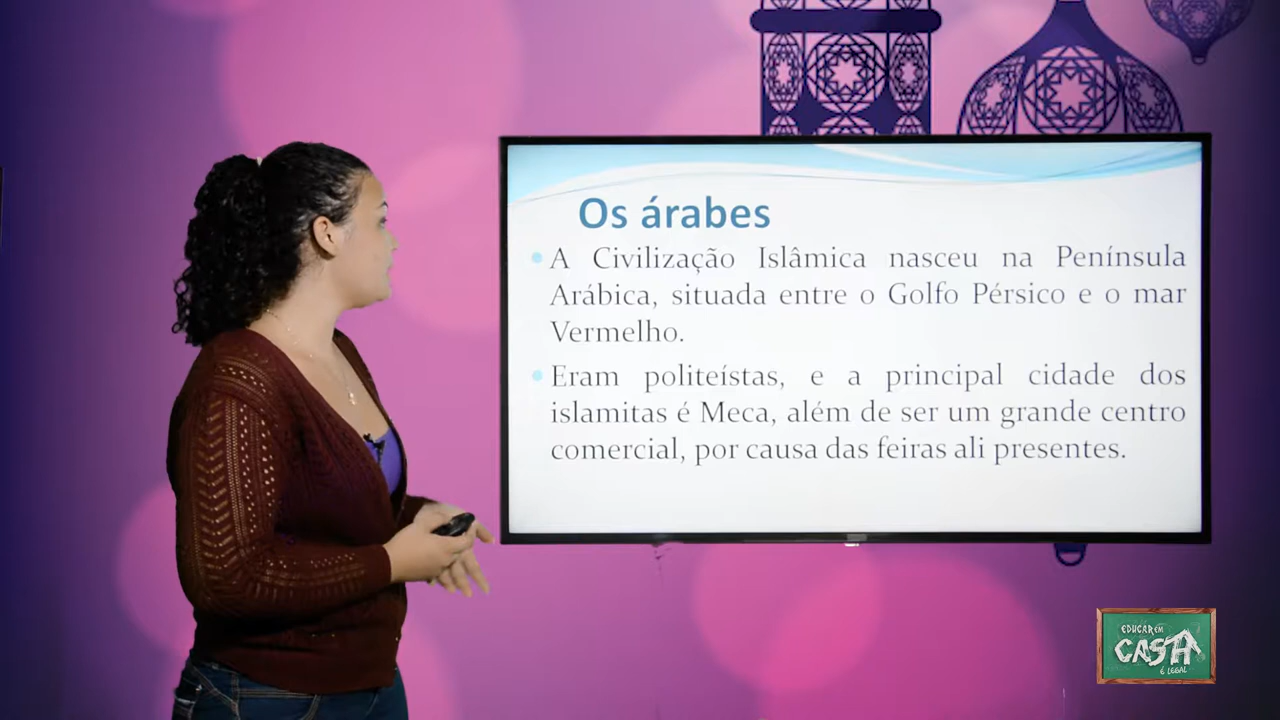 Os árabes
A Civilização Islâmica nasceu na Península
Arábica, situada entre o Golfo Pérsico e o mar
Vermelho.
Eram politeístas, e a principal cidade dos
islamitas é Meca, além de ser um grande centro
comercial, por causa das feiras ali presentes.
EDUCAR EM
CASA
É LEGAL